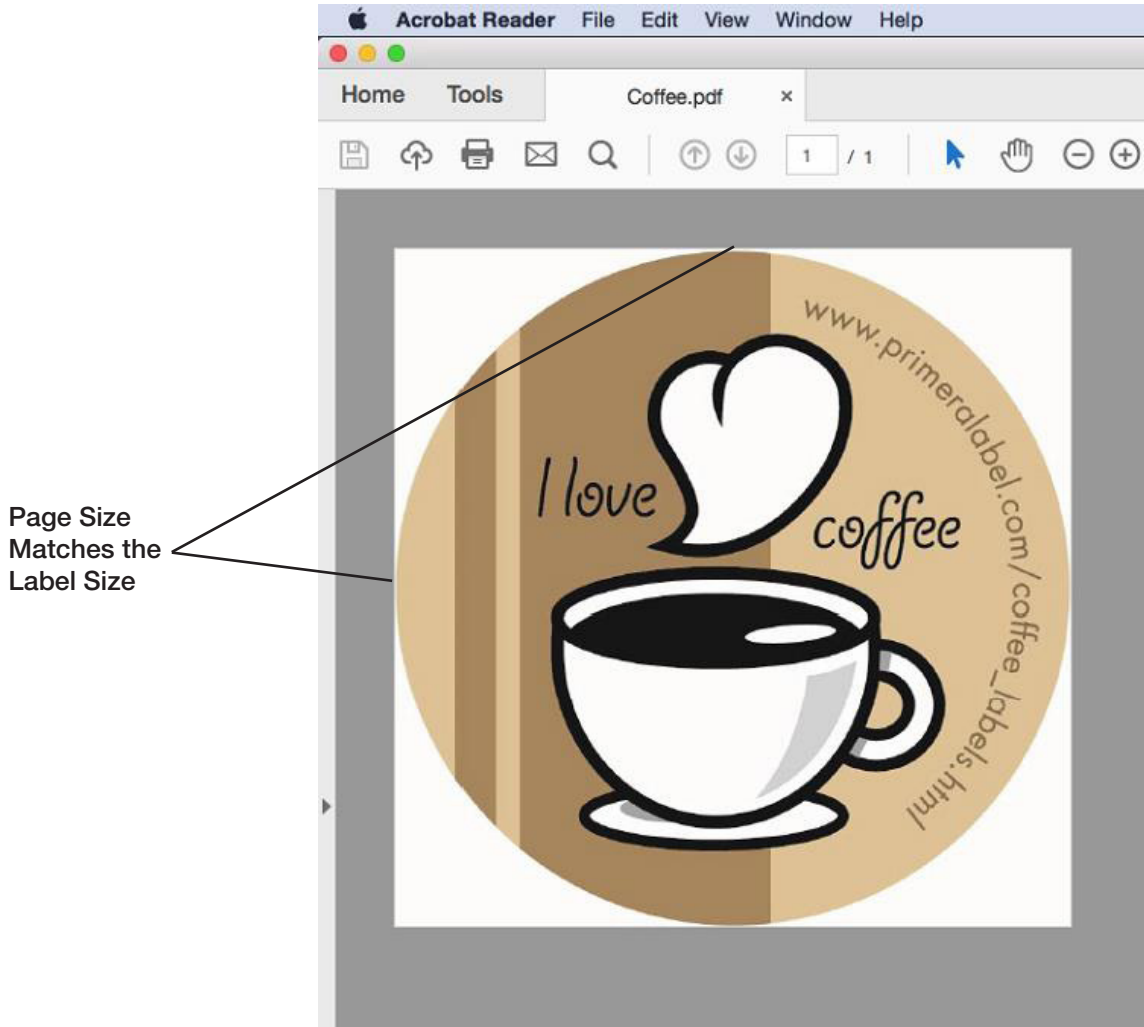 Acrobat Reader File Edit View Window Help
Home Tools Coffee.pdf ×
1 / 1
www.primeralabel.com/coffee_labels.html
I love
coffee
Page Size
Matches the
Label Size